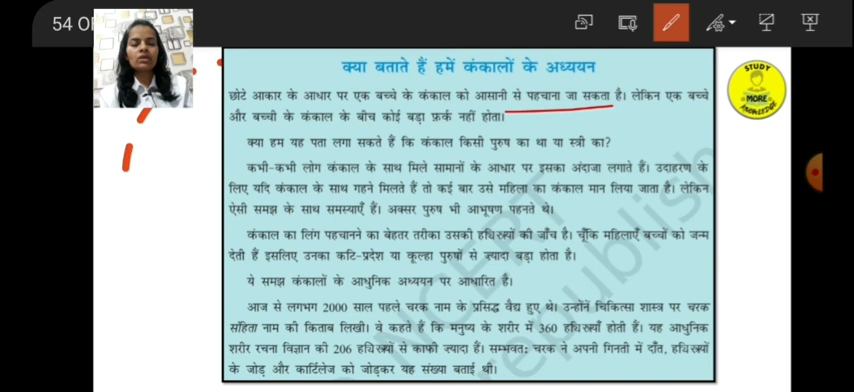 54 OF
क्या बताते हैं हमें कंकालों के अध्ययन
छोटे आकार के आधार पर एक बच्चे के कंकाल को आसानी से पहचाना जा सकता है। लेकिन एक बच्चे
और बच्ची के कंकाल के बीच कोई बड़ा फ़र्क नहीं होता।
क्या हम यह पता लगा सकते हैं कि कंकाल किसी पुरुष का था या स्त्री का?
कभी-कभी लोग कंकाल के साथ मिले सामानों के आधार पर इसका अंदाजा लगाते हैं। उदाहरण के
लिए यदि कंकाल के साथ गहने मिलते हैं तो कई बार उसे महिला का कंकाल मान लिया जाता है। लेकिन
ऐसी समझ के साथ समस्याएँ हैं। अक्सर पुरुष भी आभूषण पहनते थे।
कंकाल का लिंग पहचानने का बेहतर तरीका उसकी हड्डियों की जाँच है। चूँकि महिलाएँ बच्चों को जन्म
देती हैं इसलिए उनका कटि-प्रदेश या कूल्हा पुरुषों से ज्यादा बड़ा होता है।
ये समझ कंकालों के आधुनिक अध्ययन पर आधारित है।
आज से लगभग 2000 साल पहले चरक नाम के प्रसिद्ध वैद्य हुए थे। उन्होंने चिकित्सा शास्त्र पर चरक
संहिता नाम की किताब लिखी। वे कहते हैं कि मनुष्य के शरीर में 360 हड्डियाँ होती हैं। यह आधुनिक
शरीर रचना विज्ञान की 206 हड्डियों से काफी ज्यादा हैं। सम्भवत: चरक ने अपनी गिनती में दाँत, हड्डियों
के जोड़ और कार्टिलेज को जोड़कर यह संख्या बताई थी।
STUDY
MORE
KNOWLEDGE
NCERT
republish